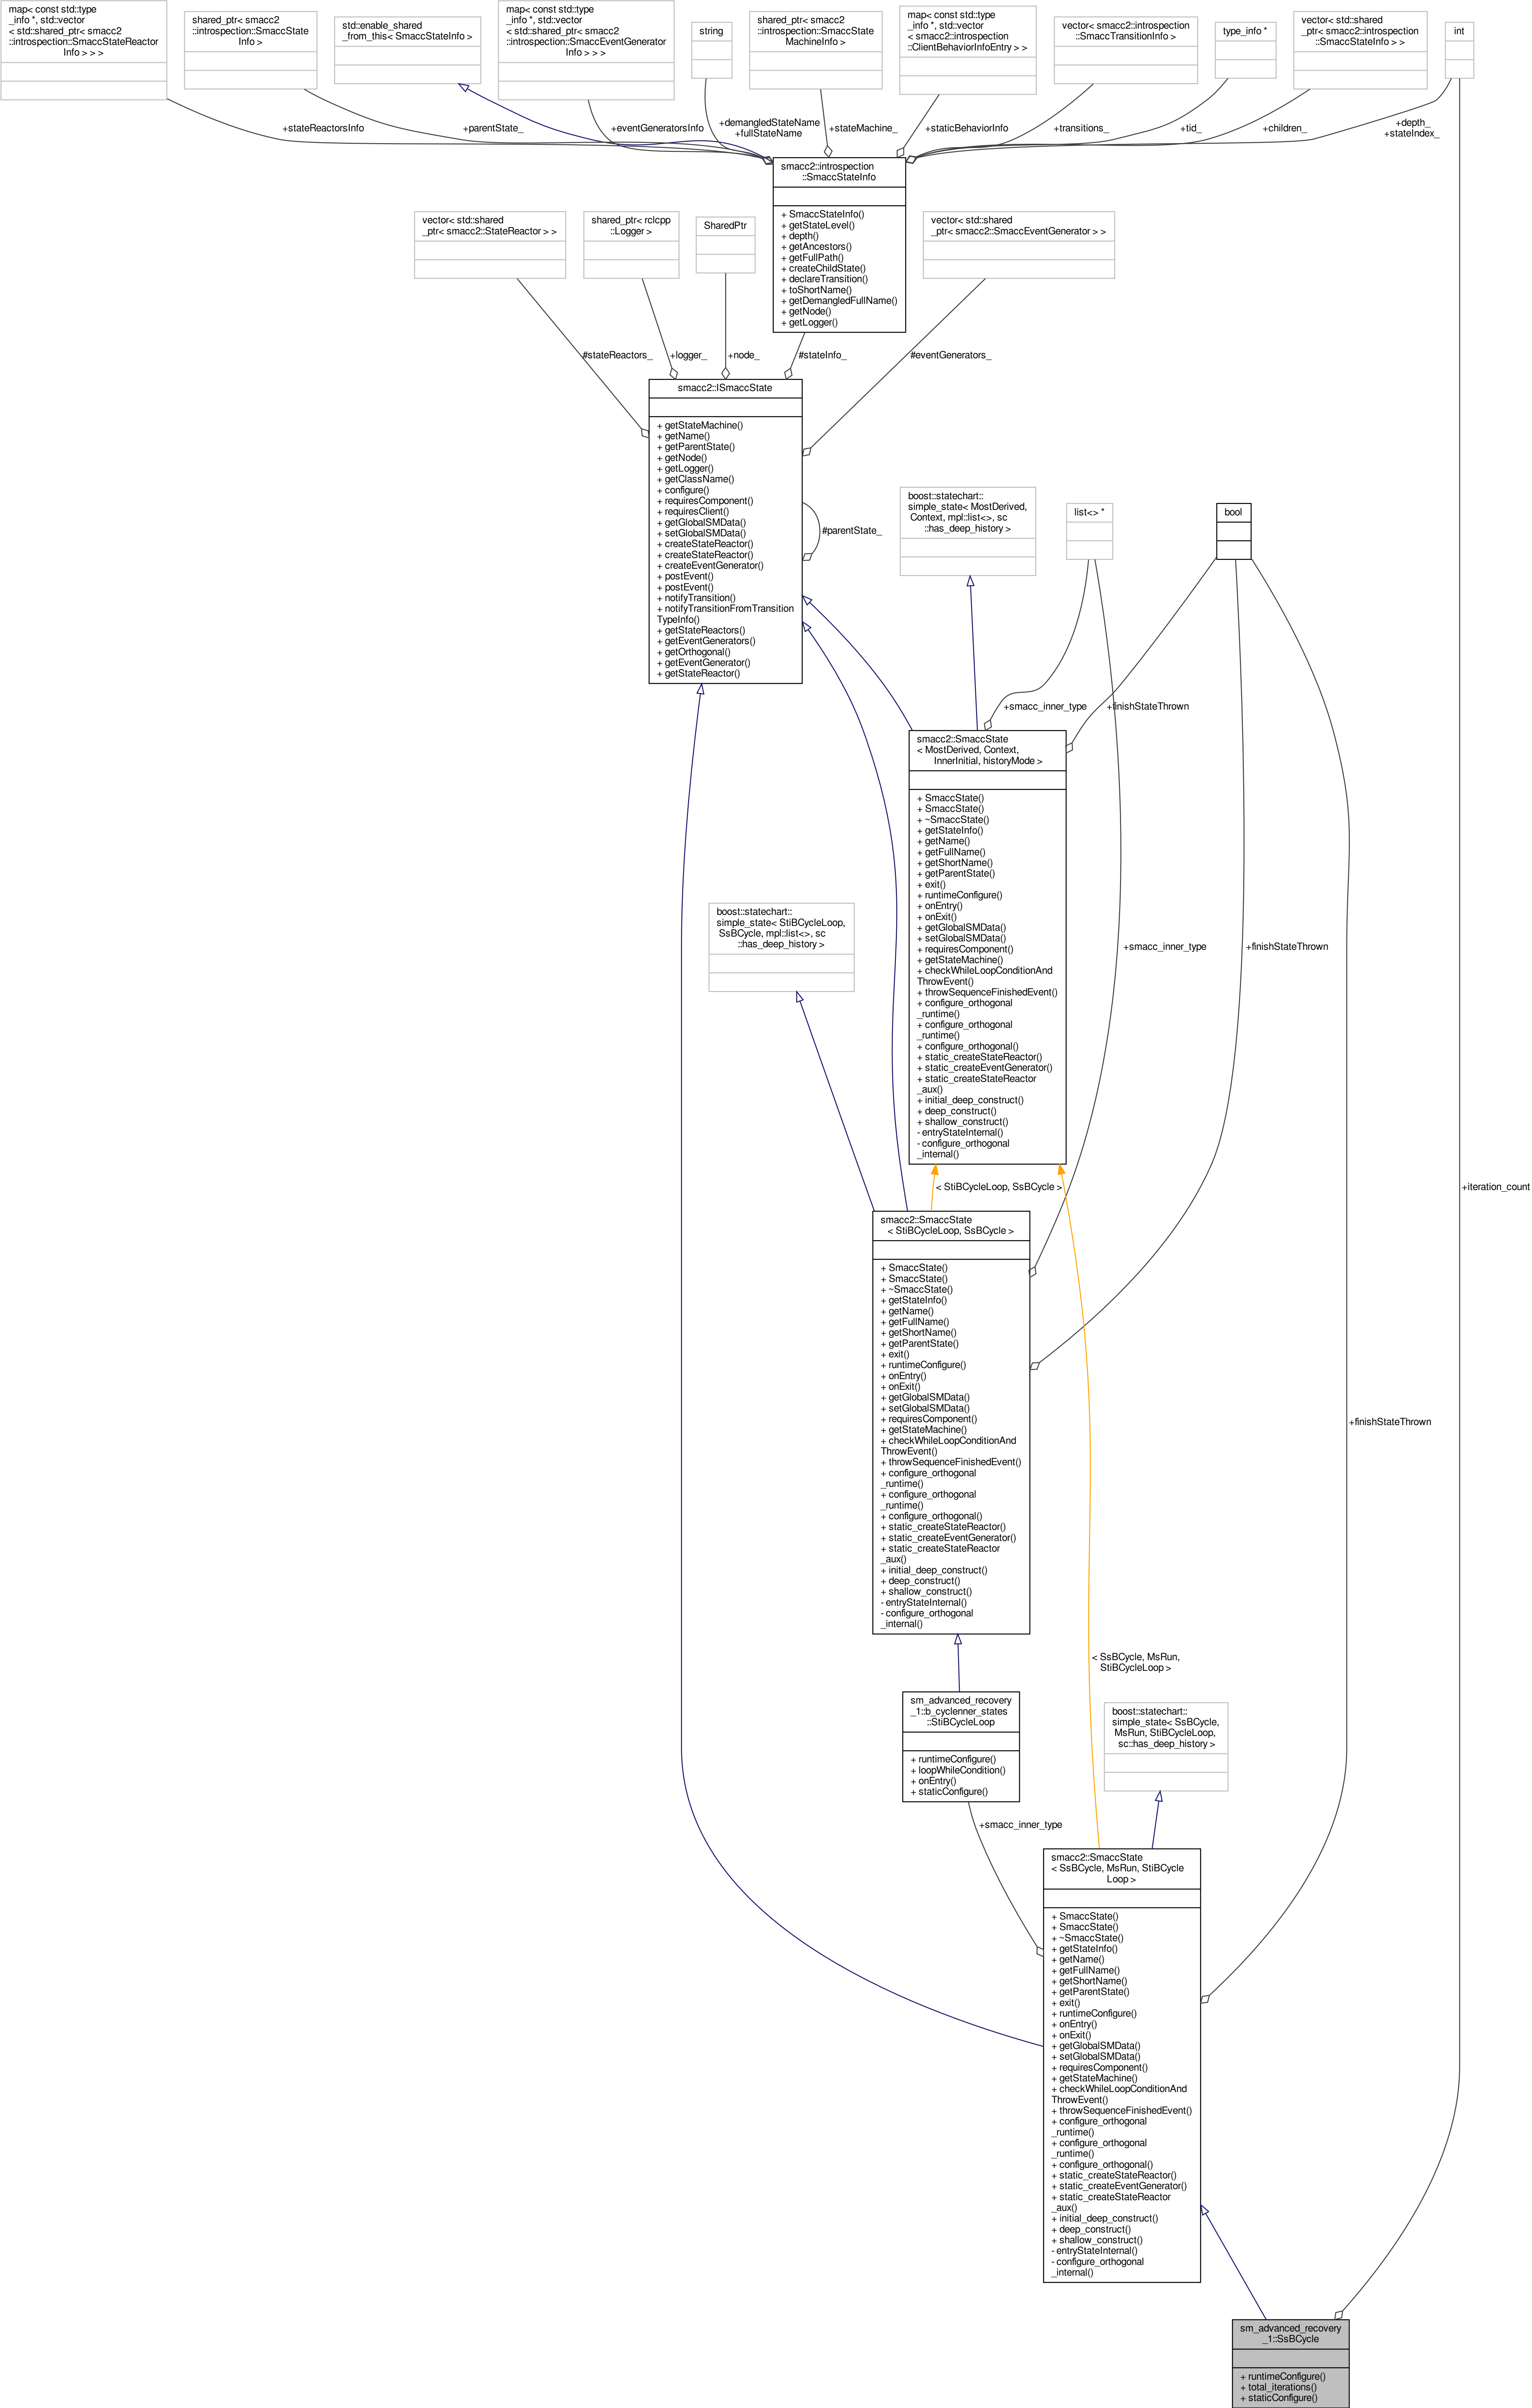 map< const std::type
_info *, std::vector
< std::shared_ptr< smacc2
::introspection::SmaccStateReactor
Info > > >
shared_ptr< smacc2
::introspection::SmaccState
Info >
std::enable_shared
_from_this< SmaccStateInfo >
map< const std::type
_info *, std::vector
< std::shared_ptr< smacc2
::introspection::SmaccEventGenerator
Info > > >
string
shared_ptr< smacc2
::introspection::SmaccState
MachineInfo >
map< const std::type
_info *, std::vector
< smacc2::introspection
::ClientBehaviorInfoEntry > >
vector< smacc2::introspection
::SmaccTransitionInfo >
type_info *
vector< std::shared
_ptr< smacc2::introspection
::SmaccStateInfo > >
int
+stateReactorsInfo
+parentState_
+eventGeneratorsInfo
+demangledStateName
+fullStateName
+stateMachine_
+staticBehaviorInfo
+transitions_
+tid_
+children_
+depth_
+stateIndex_
smacc2::introspection
::SmaccStateInfo
+ SmaccStateInfo()
+ getStateLevel()
+ depth()
+ getAncestors()
+ getFullPath()
+ createChildState()
+ declareTransition()
+ toShortName()
+ getDemangledFullName()
+ getNode()
+ getLogger()
vector< std::shared
_ptr< smacc2::StateReactor > >
shared_ptr< rclcpp
::Logger >
SharedPtr
vector< std::shared
_ptr< smacc2::SmaccEventGenerator > >
#stateReactors_
+logger_
+node_
#stateInfo_
#eventGenerators_
smacc2::ISmaccState
+ getStateMachine()
+ getName()
+ getParentState()
+ getNode()
+ getLogger()
+ getClassName()
+ configure()
+ requiresComponent()
+ requiresClient()
+ getGlobalSMData()
+ setGlobalSMData()
+ createStateReactor()
+ createStateReactor()
+ createEventGenerator()
+ postEvent()
+ postEvent()
+ notifyTransition()
+ notifyTransitionFromTransition
TypeInfo()
+ getStateReactors()
+ getEventGenerators()
+ getOrthogonal()
+ getEventGenerator()
+ getStateReactor()
#parentState_
boost::statechart::
simple_state< MostDerived,
Context, mpl::list<>, sc
::has_deep_history >
list<> *
bool
+smacc_inner_type
+finishStateThrown
smacc2::SmaccState
< MostDerived, Context,
InnerInitial, historyMode >
+ SmaccState()
+ SmaccState()
+ ~SmaccState()
+ getStateInfo()
+ getName()
+ getFullName()
+ getShortName()
+ getParentState()
+ exit()
+ runtimeConfigure()
+ onEntry()
+ onExit()
+ getGlobalSMData()
+ setGlobalSMData()
+ requiresComponent()
+ getStateMachine()
+ checkWhileLoopConditionAnd
ThrowEvent()
+ throwSequenceFinishedEvent()
+ configure_orthogonal
_runtime()
+ configure_orthogonal
_runtime()
+ configure_orthogonal()
+ static_createStateReactor()
+ static_createEventGenerator()
+ static_createStateReactor
_aux()
+ initial_deep_construct()
+ deep_construct()
+ shallow_construct()
- entryStateInternal()
- configure_orthogonal
_internal()
boost::statechart::
simple_state< StiBCycleLoop,
SsBCycle, mpl::list<>, sc
::has_deep_history >
+smacc_inner_type
+finishStateThrown
< StiBCycleLoop, SsBCycle >
+iteration_count
smacc2::SmaccState
< StiBCycleLoop, SsBCycle >
+ SmaccState()
+ SmaccState()
+ ~SmaccState()
+ getStateInfo()
+ getName()
+ getFullName()
+ getShortName()
+ getParentState()
+ exit()
+ runtimeConfigure()
+ onEntry()
+ onExit()
+ getGlobalSMData()
+ setGlobalSMData()
+ requiresComponent()
+ getStateMachine()
+ checkWhileLoopConditionAnd
ThrowEvent()
+ throwSequenceFinishedEvent()
+ configure_orthogonal
_runtime()
+ configure_orthogonal
_runtime()
+ configure_orthogonal()
+ static_createStateReactor()
+ static_createEventGenerator()
+ static_createStateReactor
_aux()
+ initial_deep_construct()
+ deep_construct()
+ shallow_construct()
- entryStateInternal()
- configure_orthogonal
_internal()
+finishStateThrown
< SsBCycle, MsRun,
StiBCycleLoop >
sm_advanced_recovery
_1::b_cyclenner_states
::StiBCycleLoop
+ runtimeConfigure()
+ loopWhileCondition()
+ onEntry()
+ staticConfigure()
boost::statechart::
simple_state< SsBCycle,
MsRun, StiBCycleLoop,
sc::has_deep_history >
+smacc_inner_type
smacc2::SmaccState
< SsBCycle, MsRun, StiBCycle
Loop >
+ SmaccState()
+ SmaccState()
+ ~SmaccState()
+ getStateInfo()
+ getName()
+ getFullName()
+ getShortName()
+ getParentState()
+ exit()
+ runtimeConfigure()
+ onEntry()
+ onExit()
+ getGlobalSMData()
+ setGlobalSMData()
+ requiresComponent()
+ getStateMachine()
+ checkWhileLoopConditionAnd
ThrowEvent()
+ throwSequenceFinishedEvent()
+ configure_orthogonal
_runtime()
+ configure_orthogonal
_runtime()
+ configure_orthogonal()
+ static_createStateReactor()
+ static_createEventGenerator()
+ static_createStateReactor
_aux()
+ initial_deep_construct()
+ deep_construct()
+ shallow_construct()
- entryStateInternal()
- configure_orthogonal
_internal()
sm_advanced_recovery
_1::SsBCycle
+ runtimeConfigure()
+ total_iterations()
+ staticConfigure()